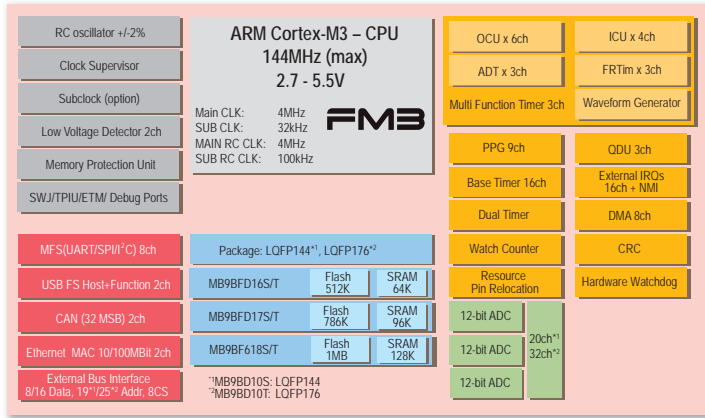 RC oscillator +/-2%
Clock Supervisor
Subclock (option)
Low Voltage Detector 2ch
Memory Protection Unit
SWJ/TPIU/ETM/ Debug Ports
ARM Cortex-M3 – CPU
144MHz (max)
2.7 - 5.5V
Main CLK: 4MHz
SUB CLK: 32kHz
MAIN RC CLK: 4MHz
SUB RC CLK: 100kHz
FM3
OCU x 6ch
ICU x 4ch
ADT x 3ch
FRTim x 3ch
Multi Function Timer 3ch
Waveform Generator
PPG 9ch
QDU 3ch
Base Timer 16ch
External IRQs
16ch + NMI
Dual Timer
DMA 8ch
Watch Counter
CRC
Resource
Pin Relocation
Hardware Watchdog
MFS(UART/SPI/I²C) 8ch
USB FS Host+Function 2ch
CAN (32 MSB) 2ch
Ethernet MAC 10/100MBit 2ch
External Bus Interface
8/16 Data, 19*¹/25*² Addr, 8CS
Package: LQFP144*¹, LQFP176*²
MB9BFD16S/T
Flash
512K
SRAM
64K
MB9BFD17S/T
Flash
786K
SRAM
96K
MB9BF618S/T
Flash
1MB
SRAM
128K
*¹MB9BD10S: LQFP144
*²MB9BD10T: LQFP176
12-bit ADC
12-bit ADC
12-bit ADC
20ch*¹
32ch*²